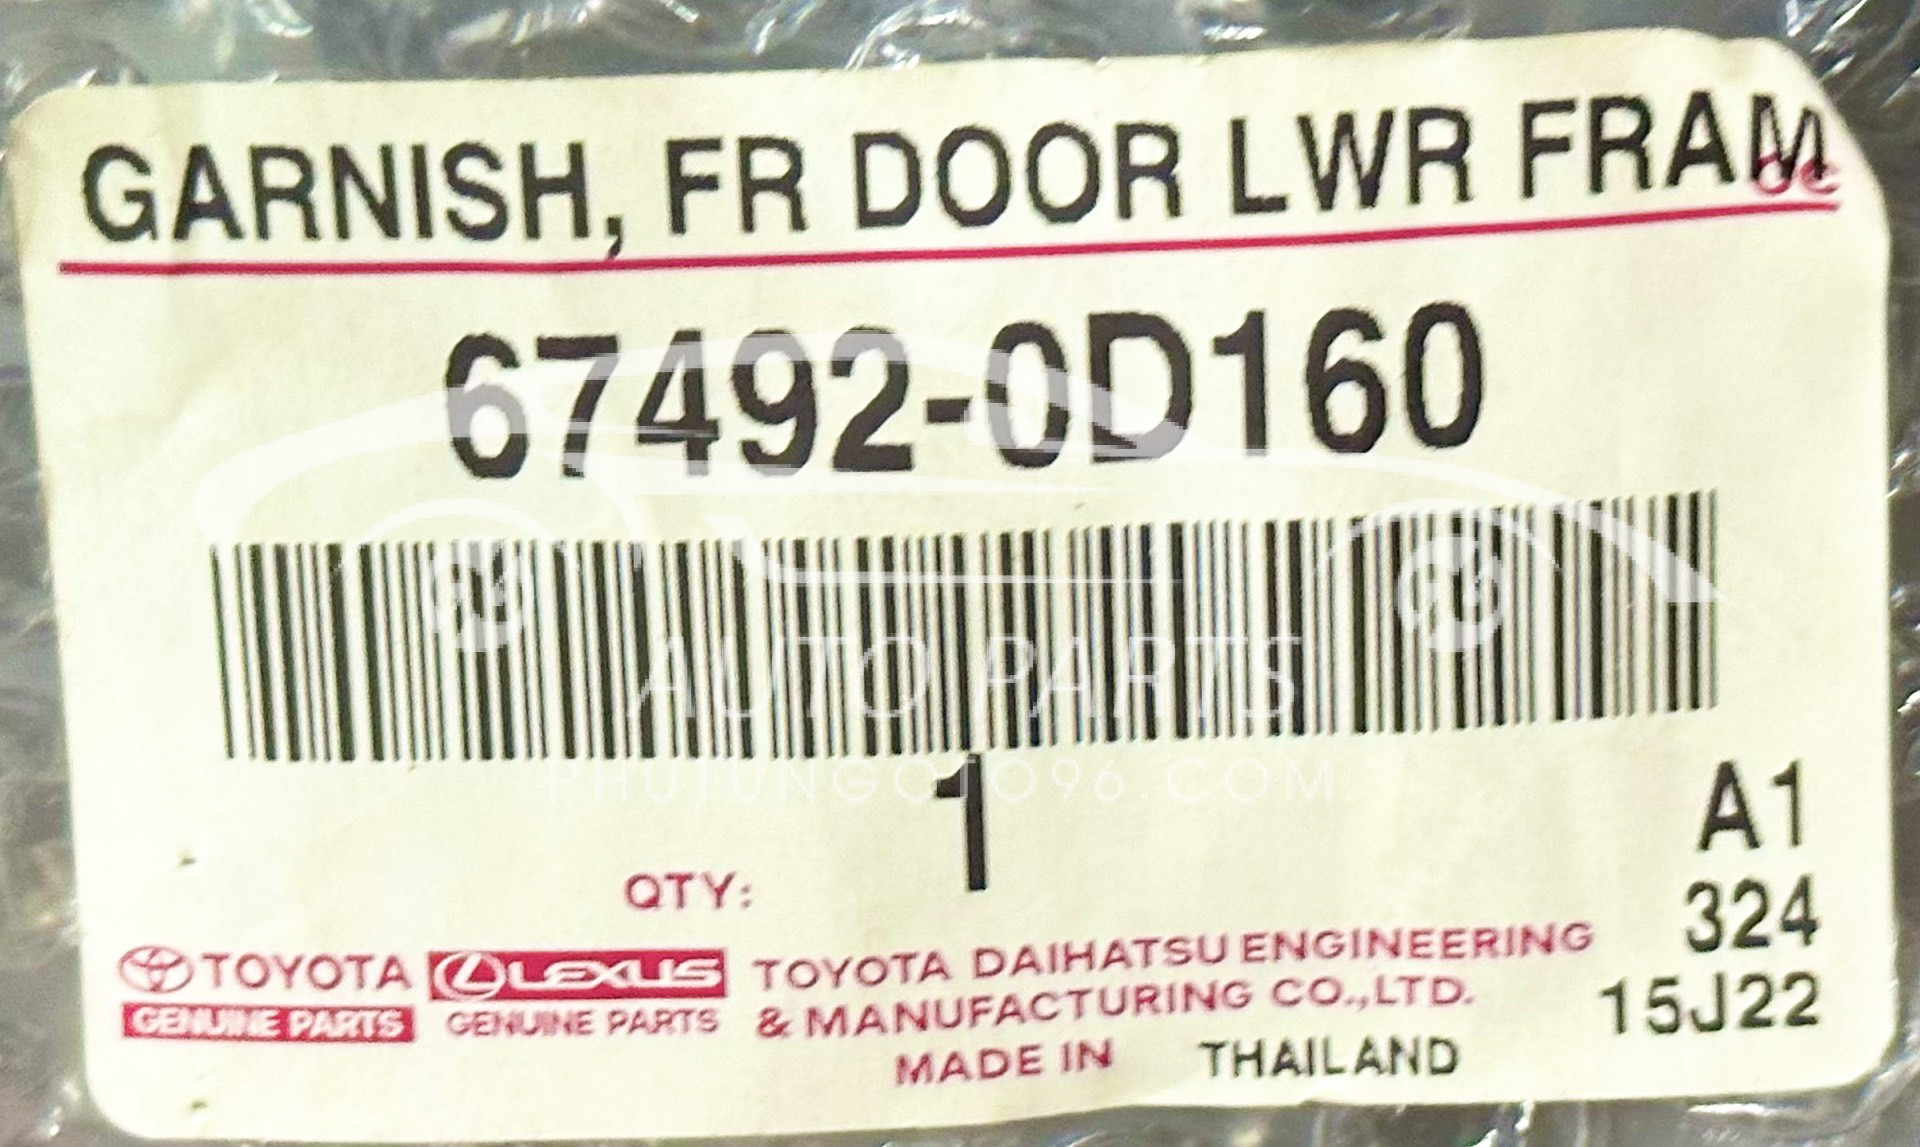 GARNISH, FR DOOR LWR FRAM
67492-0D160
AUTO PARTS
PHUTUNGOTO96.COM
1
QTY:
A1
324
15J22
TOYOTA
GENUINE PARTS
LEXUS
GENUINE PARTS
TOYOTA DAIHATSU ENGINEERING
& MANUFACTURING CO.,LTD.
MADE IN THAILAND